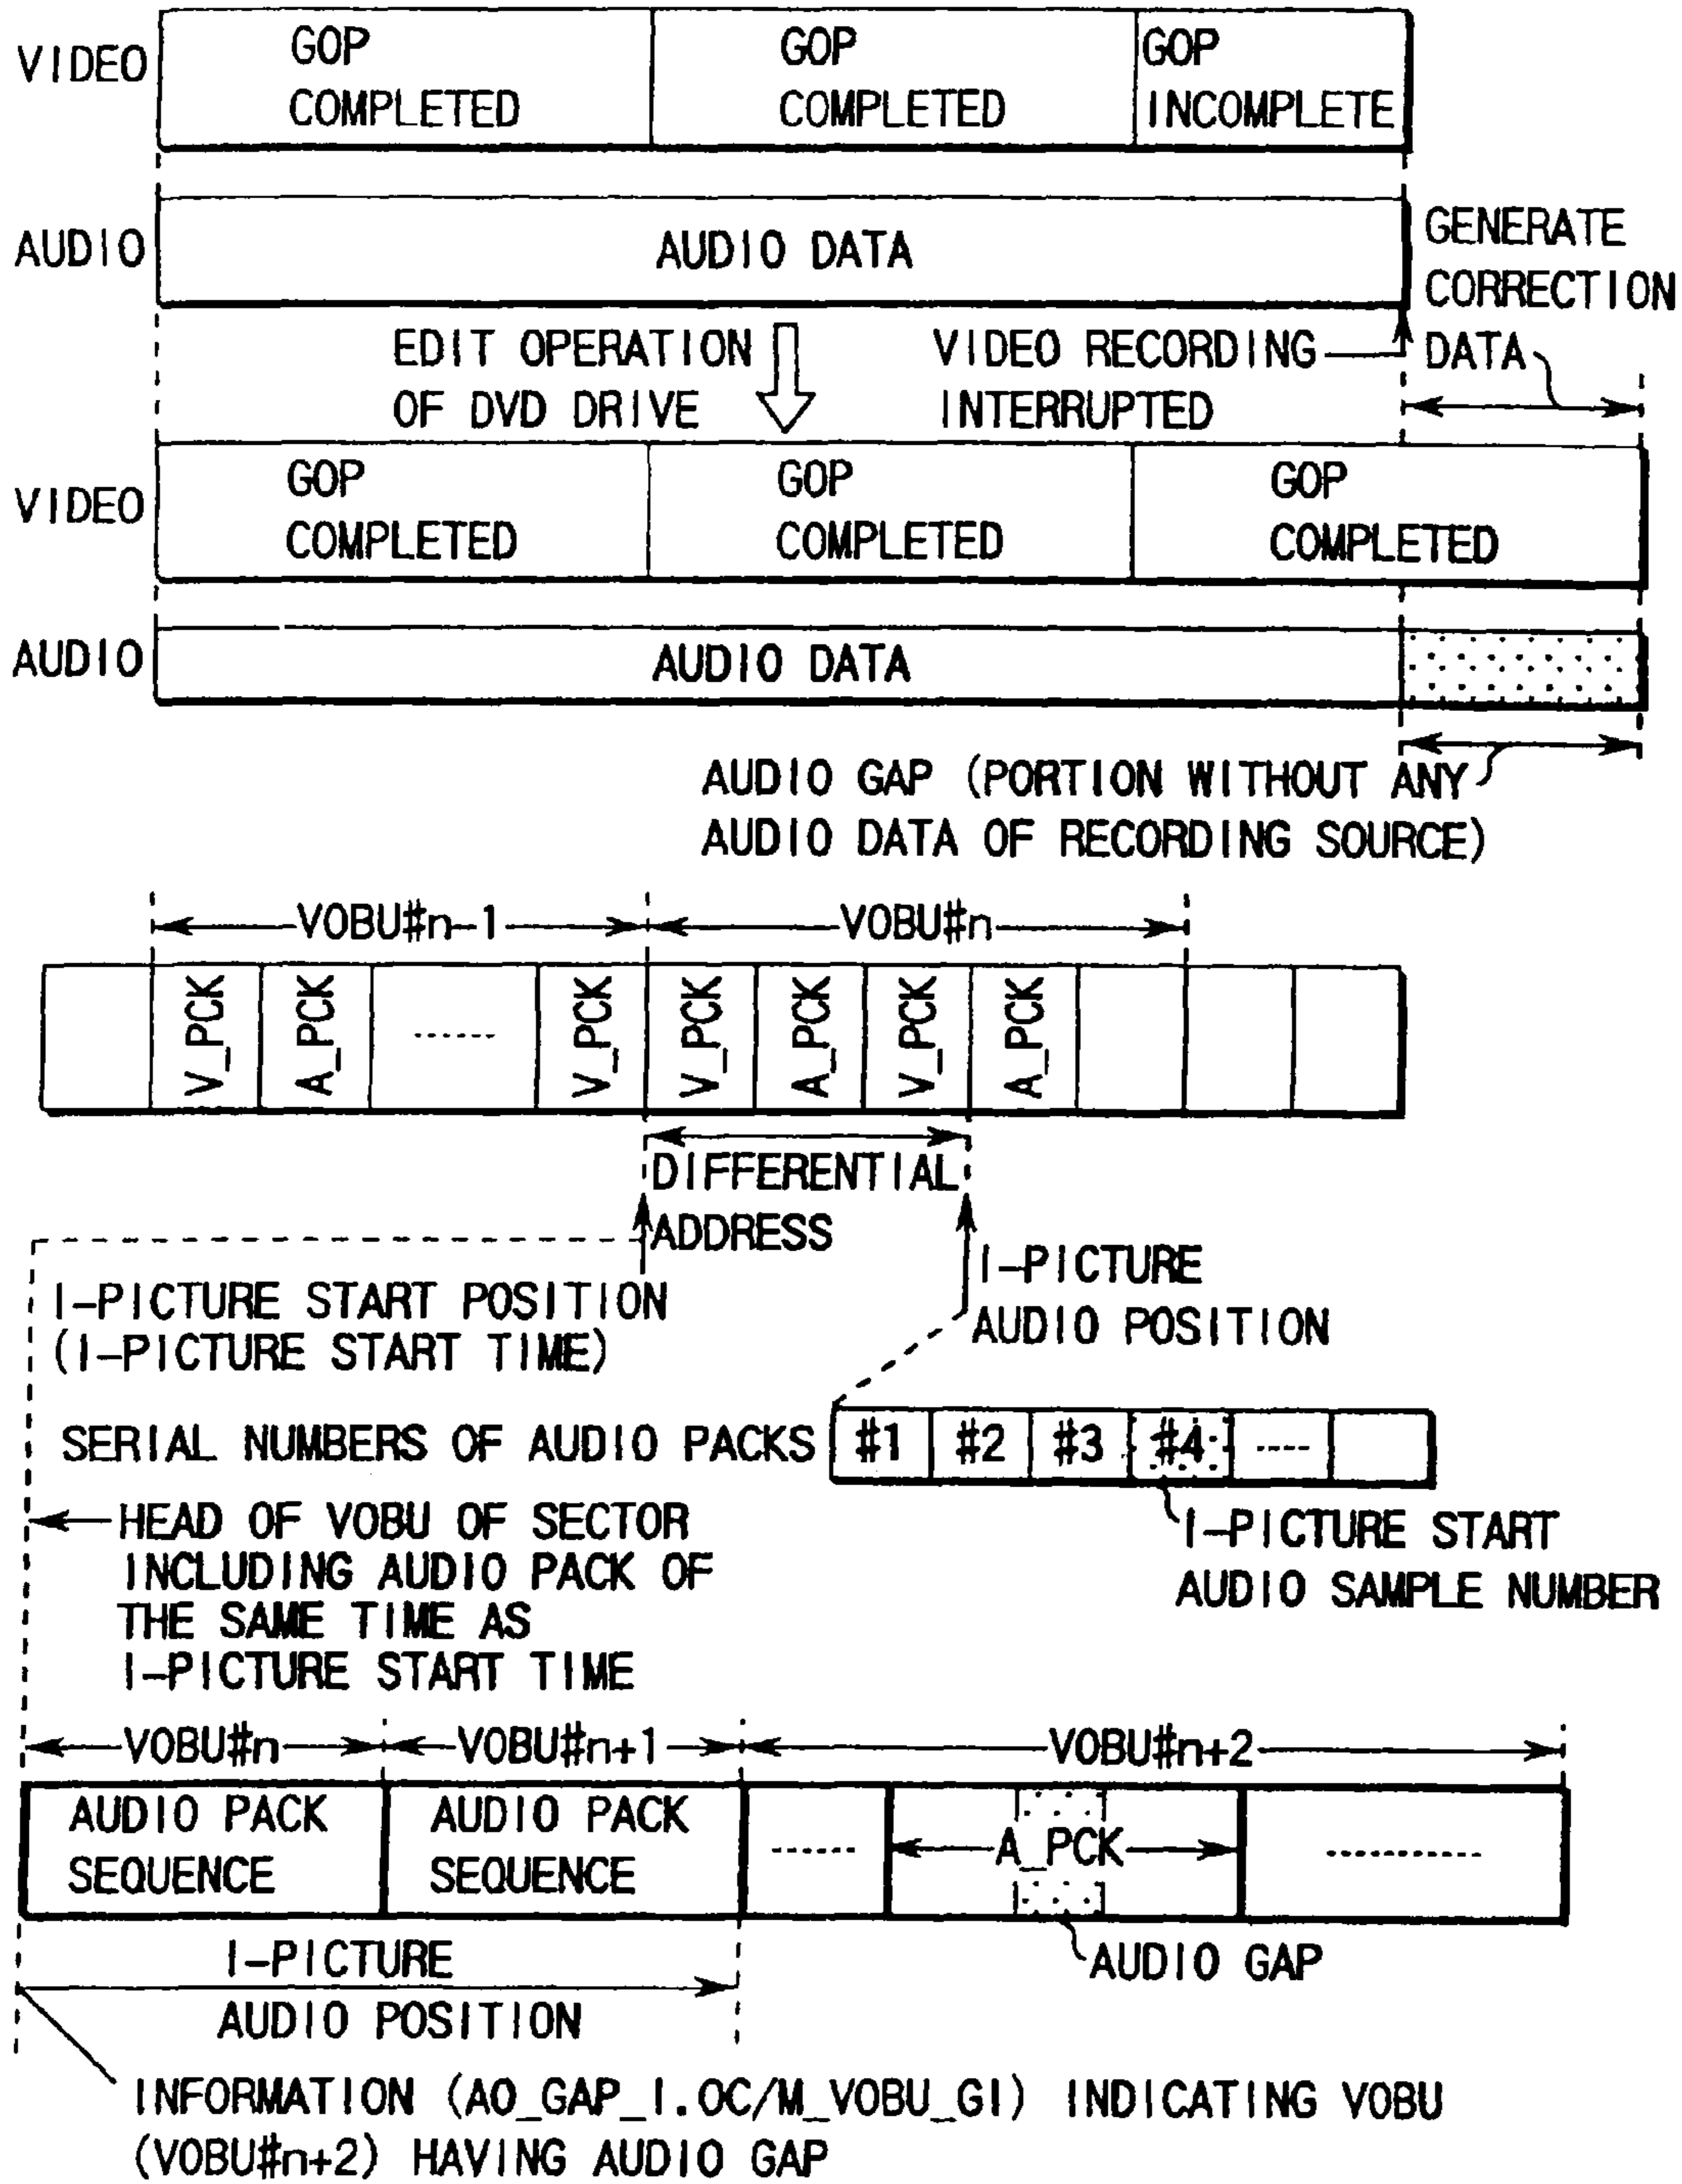 VIDEO
GOP
COMPLETED
GOP
COMPLETED
GOP
INCOMPLETE
AUDIO
AUDIO DATA
GENERATE
CORRECTION
DATA
EDIT OPERATION
OF DVD DRIVE
VIDEO RECORDING
INTERRUPTED
VIDEO
GOP
COMPLETED
GOP
COMPLETED
GOP
COMPLETED
AUDIO
AUDIO DATA
AUDIO GAP (PORTION WITHOUT ANY
AUDIO DATA OF RECORDING SOURCE)
VOBU#n-1
VOBU#n
V_PCK
A_PCK
------
V_PCK
V_PCK
A_PCK
V_PCK
A_PCK
DIFFERENTIAL
ADDRESS
I-PICTURE START POSITION
(I-PICTURE START TIME)
I-PICTURE
AUDIO POSITION
SERIAL NUMBERS OF AUDIO PACKS
#1
#2
#3
#4
----
I-PICTURE START
AUDIO SAMPLE NUMBER
HEAD OF VOBU OF SECTOR
INCLUDING AUDIO PACK OF
THE SAME TIME AS
I-PICTURE START TIME
VOBU#n
VOBU#n+1
VOBU#n+2
AUDIO PACK
SEQUENCE
AUDIO PACK
SEQUENCE
------
A_PCK
-----------
AUDIO GAP
I-PICTURE
AUDIO POSITION
INFORMATION (AO_GAP_I.OC/M_VOBU_GI) INDICATING VOBU
(VOBU#n+2) HAVING AUDIO GAP